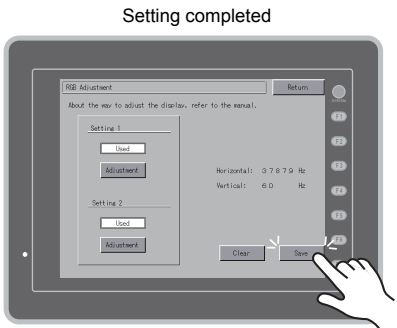 Setting completed
RGB Adjustment
Return
SYSTEM
About the way to adjust the display, refer to the manual.
F1
Setting 1
F2
Used
F3
Adjustment
Horizontal: 37879 Hz
Vertical: 60 Hz
F4
Setting 2
F5
Used
F6
Adjustment
Clear
Save